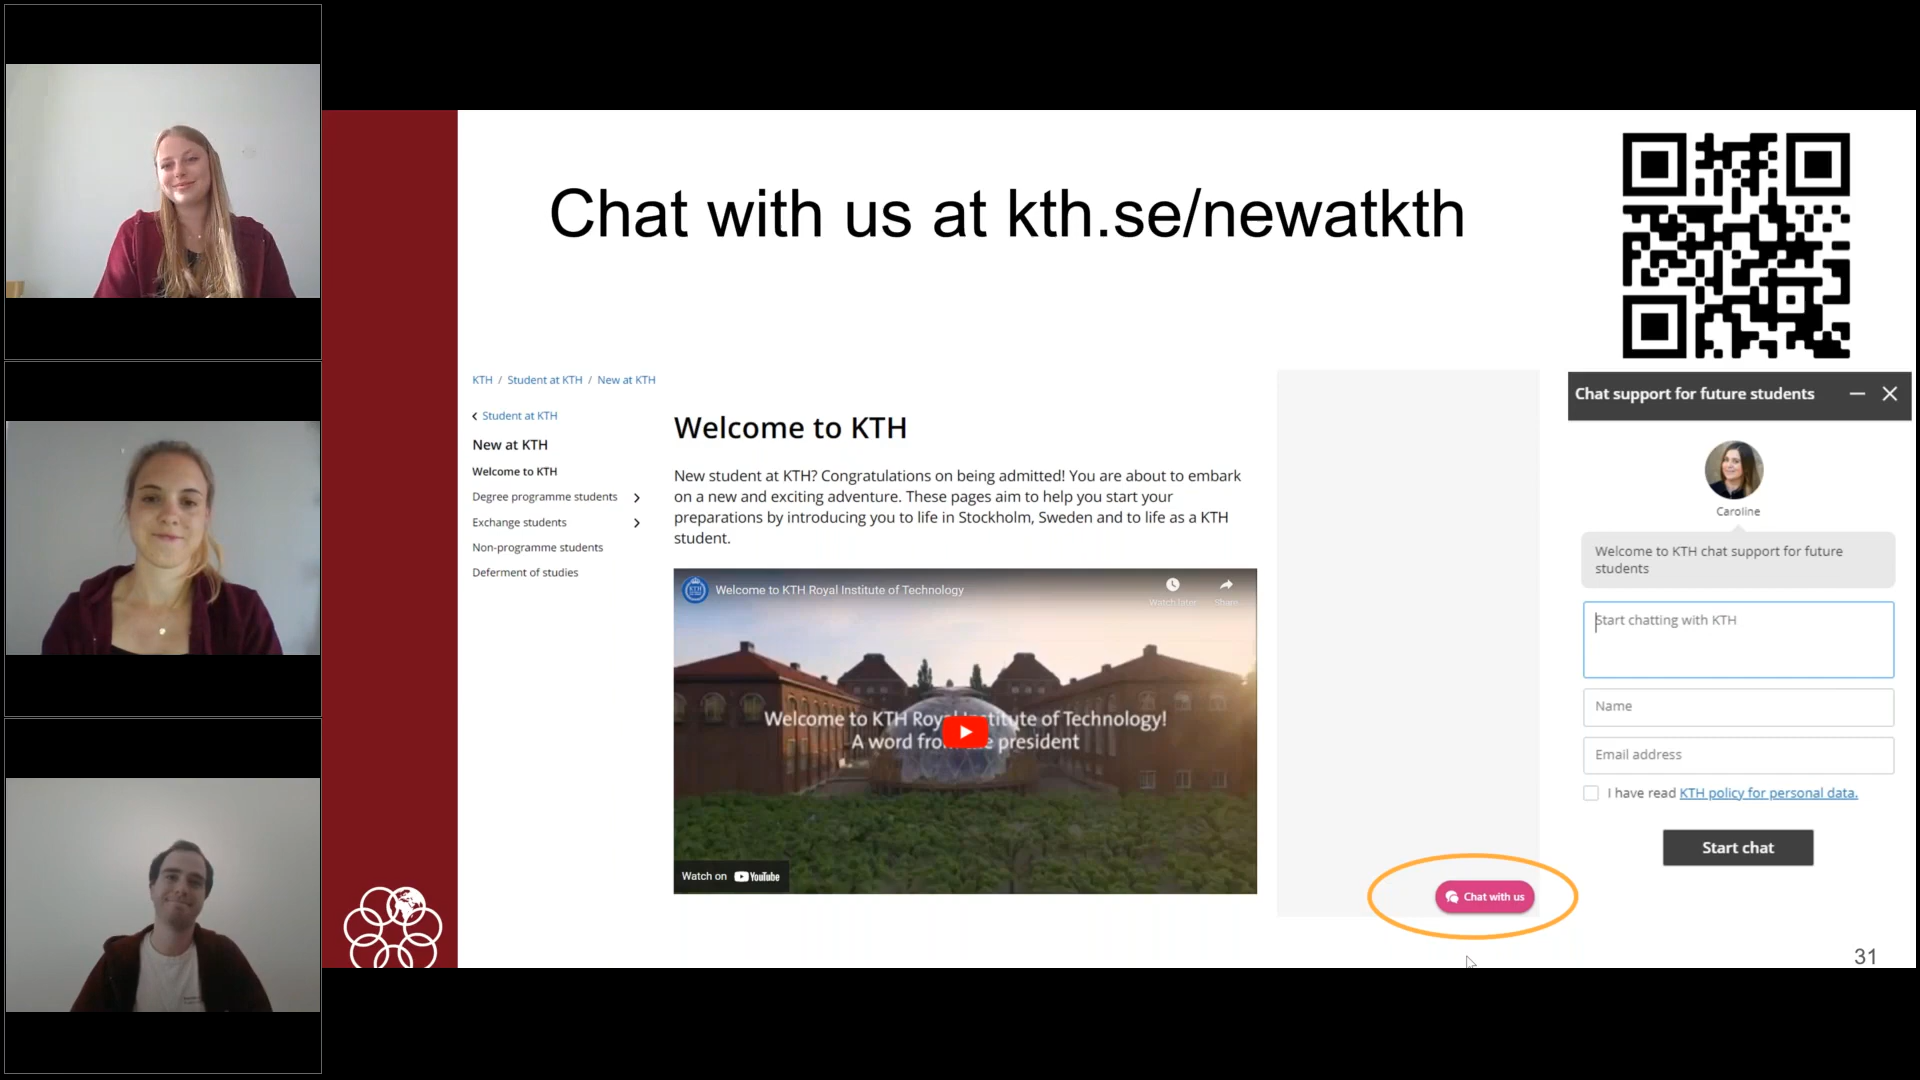 Chat with us at kth.se/newatkth
KTH / Student at KTH / New at KTH
Student at KTH
New at KTH
Welcome to KTH
Degree programme students
Exchange students
Non-programme students
Deferment of studies
Welcome to KTH
New student at KTH? Congratulations on being admitted! You are about to embark
on a new and exciting adventure. These pages aim to help you start your
preparations by introducing you to life in Stockholm, Sweden and to life as a KTH
student.
KTH
Welcome to KTH Royal Institute of Technology
Watch later
Share
Welcome to KTH Royal Institute of Technology!
A word from the president
Watch on YouTube
Chat with us
Chat support for future students
Caroline
Welcome to KTH chat support for future
students
Start chatting with KTH
Name
Email address
I have read KTH policy for personal data.
Start chat
31